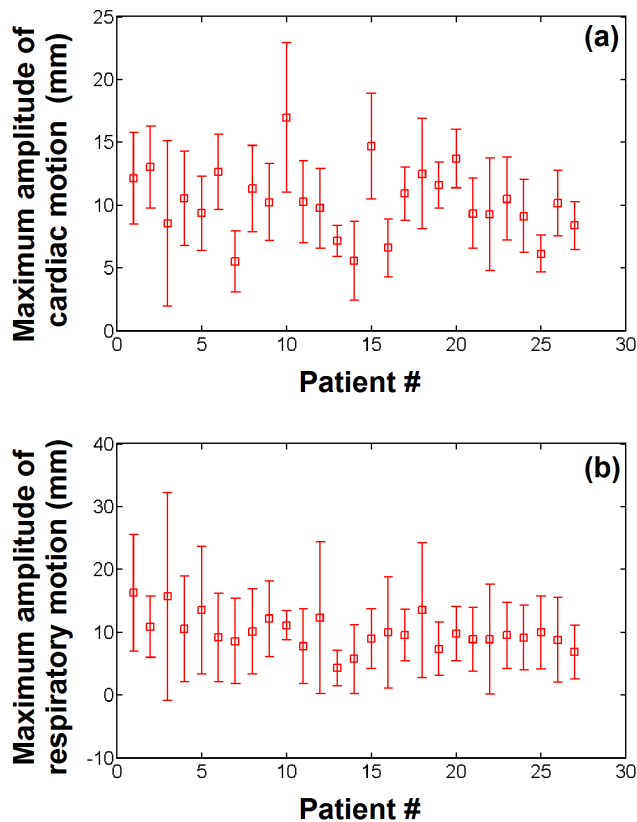 (a)
Maximum amplitude of
cardiac motion (mm)
25
20
15
10
5
0
0 5 10 15 20 25 30
Patient #
(b)
Maximum amplitude of
respiratory motion (mm)
40
30
20
10
0
-10
0 5 10 15 20 25 30
Patient #